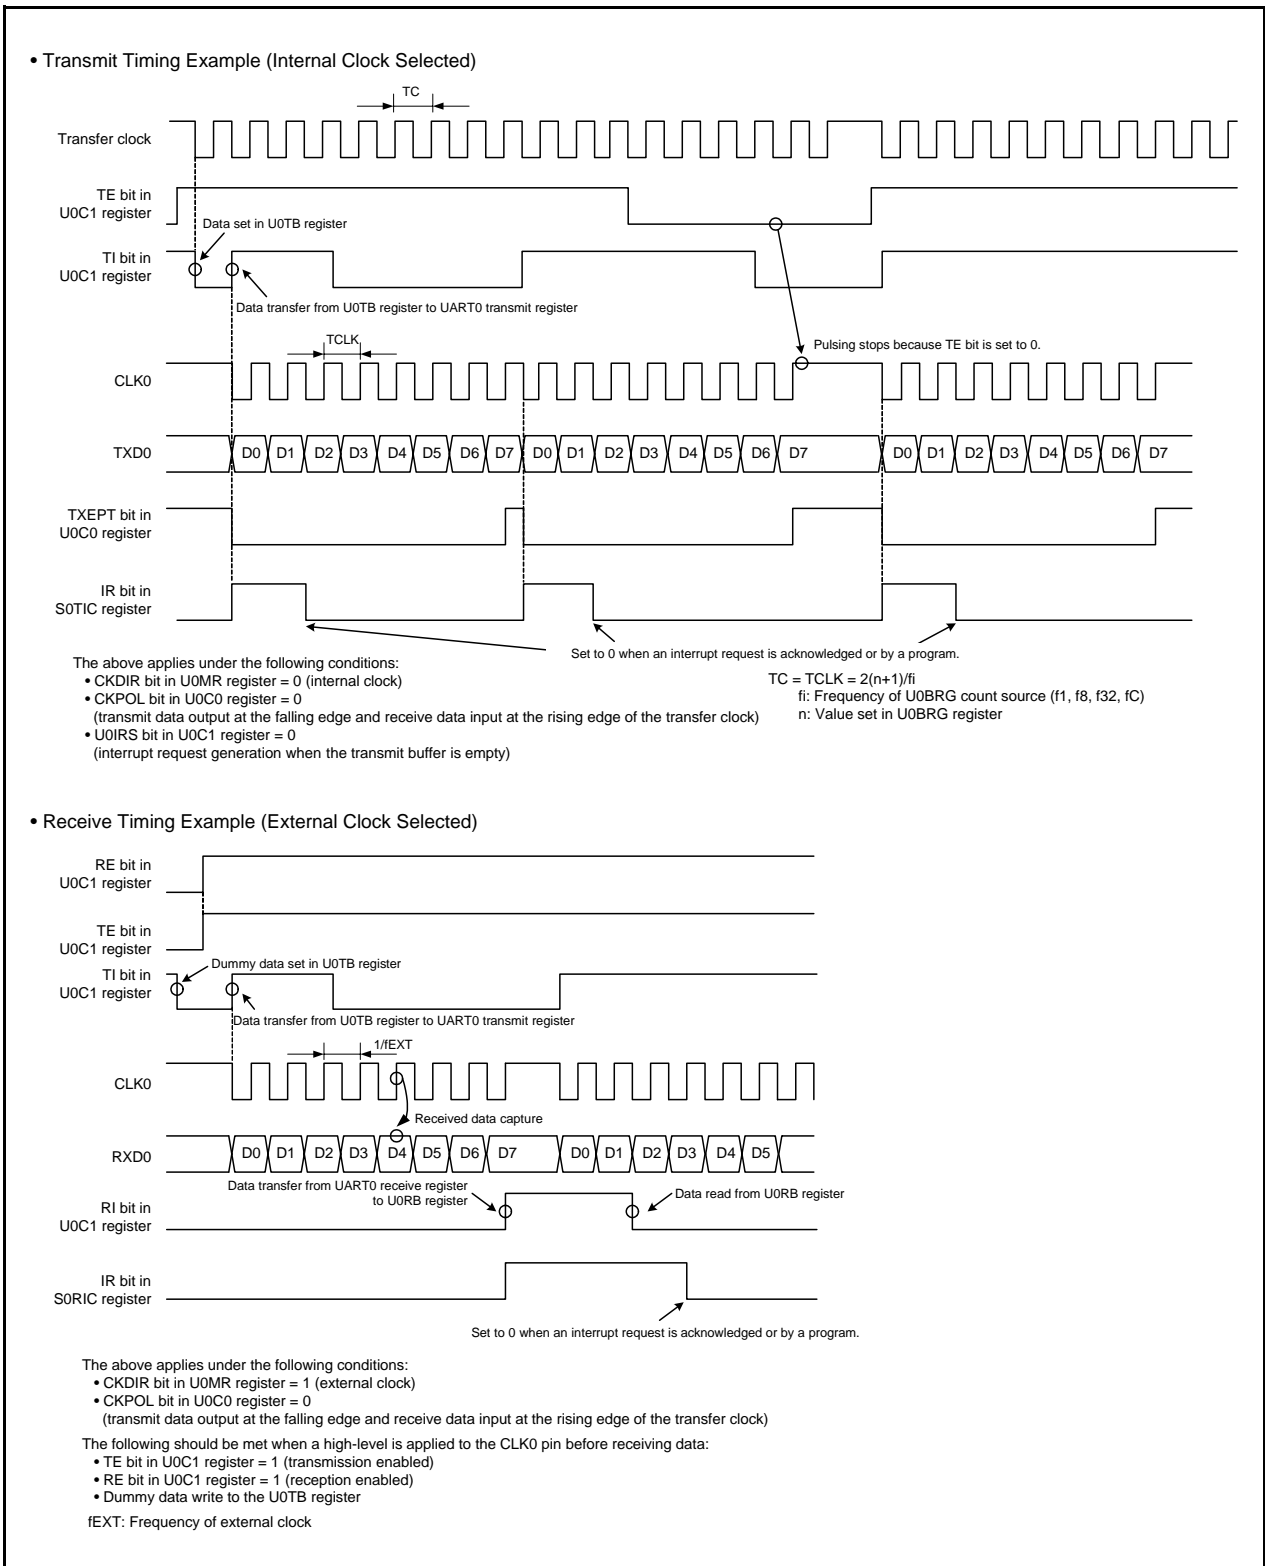 • Transmit Timing Example (Internal Clock Selected)
TC
Transfer clock
TE bit in
U0C1 register
Data set in U0TB register
TI bit in
U0C1 register
Data transfer from U0TB register to UART0 transmit register
TCLK
Pulsing stops because TE bit is set to 0.
CLK0
TXD0
D0 D1 D2 D3 D4 D5 D6 D7 D0 D1 D2 D3 D4 D5 D6 D7 D0 D1 D2 D3 D4 D5 D6 D7
TXEPT bit in
U0C0 register
IR bit in
S0TIC register
Set to 0 when an interrupt request is acknowledged or by a program.
The above applies under the following conditions:
• CKDIR bit in U0MR register = 0 (internal clock)
• CKPOL bit in U0C0 register = 0
(transmit data output at the falling edge and receive data input at the rising edge of the transfer clock)
• U0IRS bit in U0C1 register = 0
(interrupt request generation when the transmit buffer is empty)
TC = TCLK = 2(n+1)/fi
fi: Frequency of U0BRG count source (f1, f8, f32, fC)
n: Value set in U0BRG register
• Receive Timing Example (External Clock Selected)
RE bit in
U0C1 register
TE bit in
U0C1 register
Dummy data set in U0TB register
TI bit in
U0C1 register
Data transfer from U0TB register to UART0 transmit register
1/fEXT
CLK0
Received data capture
RXD0
D0 D1 D2 D3 D4 D5 D6 D7 D0 D1 D2 D3 D4 D5
Data transfer from UART0 receive register
to U0RB register
Data read from U0RB register
RI bit in
U0C1 register
IR bit in
S0RIC register
Set to 0 when an interrupt request is acknowledged or by a program.
The above applies under the following conditions:
• CKDIR bit in U0MR register = 1 (external clock)
• CKPOL bit in U0C0 register = 0
(transmit data output at the falling edge and receive data input at the rising edge of the transfer clock)
The following should be met when a high-level is applied to the CLK0 pin before receiving data:
• TE bit in U0C1 register = 1 (transmission enabled)
• RE bit in U0C1 register = 1 (reception enabled)
• Dummy data write to the U0TB register
fEXT: Frequency of external clock